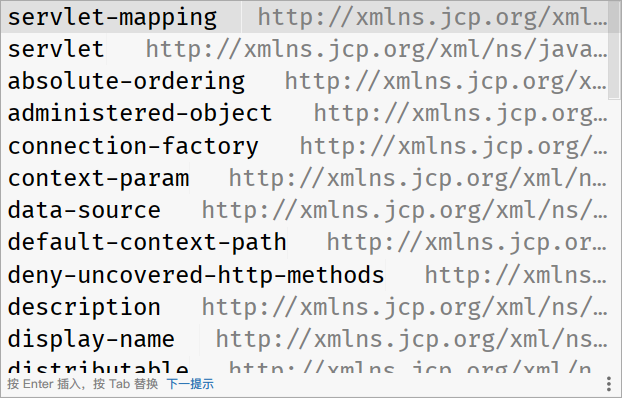 servlet-mapping http://xmlns.jcp.org/xml…
servlet http://xmlns.jcp.org/xml/ns/java…
absolute-ordering http://xmlns.jcp.org/x…
administered-object http://xmlns.jcp.org…
connection-factory http://xmlns.jcp.org/…
context-param http://xmlns.jcp.org/xml/n…
data-source http://xmlns.jcp.org/xml/ns/…
default-context-path http://xmlns.jcp.or…
deny-uncovered-http-methods http://xmlns…
description http://xmlns.jcp.org/xml/ns/…
display-name http://xmlns.jcp.org/xml/ns…
distributable http://xmlns.jcp.org/xml/n…
按 Enter 插入，按 Tab 替换 下一提示